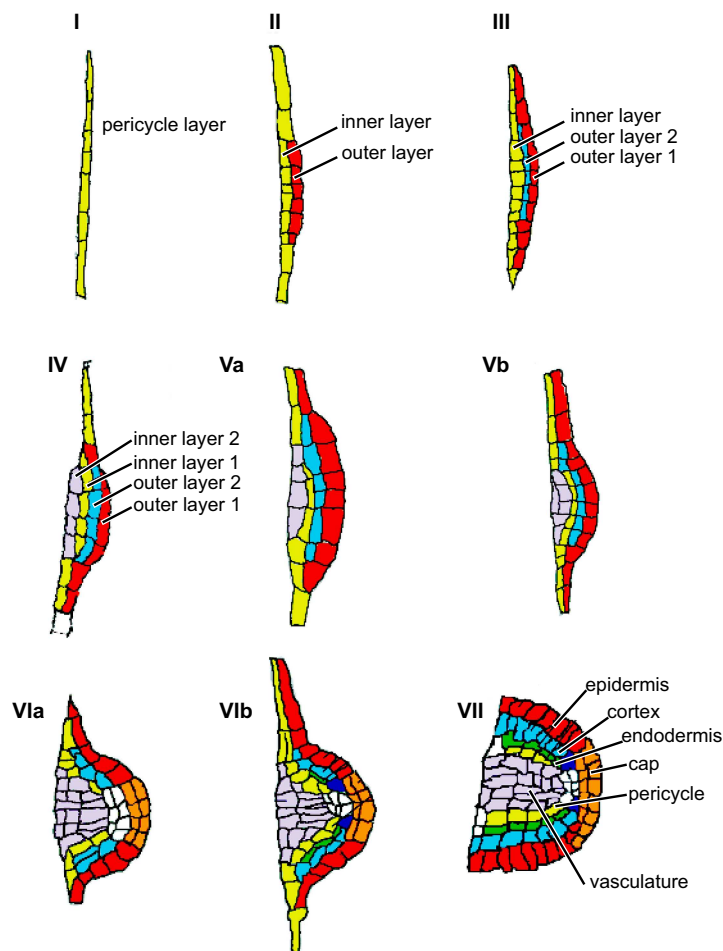 I
II
III
pericycle layer
inner layer
outer layer
inner layer
outer layer 2
outer layer 1
IV
Va
Vb
inner layer 2
inner layer 1
outer layer 2
outer layer 1
VIa
VIb
VII
epidermis
cortex
endodermis
cap
pericycle
vasculature